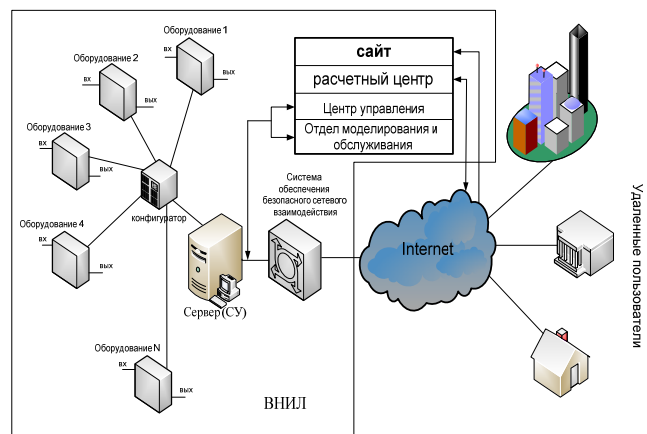 Оборудование 1
вх
вых
Оборудование 2
вх
вых
Оборудование 3
вх
вых
Оборудование 4
вх
вых
Оборудование N
вх
вых
конфигуратор
Сервер (СУ)
Система
обеспечения
безопасного сетевого
взаимодействия
сайт
расчетный центр
Центр управления
Отдел моделирования и
обслуживания
Internet
Удаленные пользователи
ВНИЛ